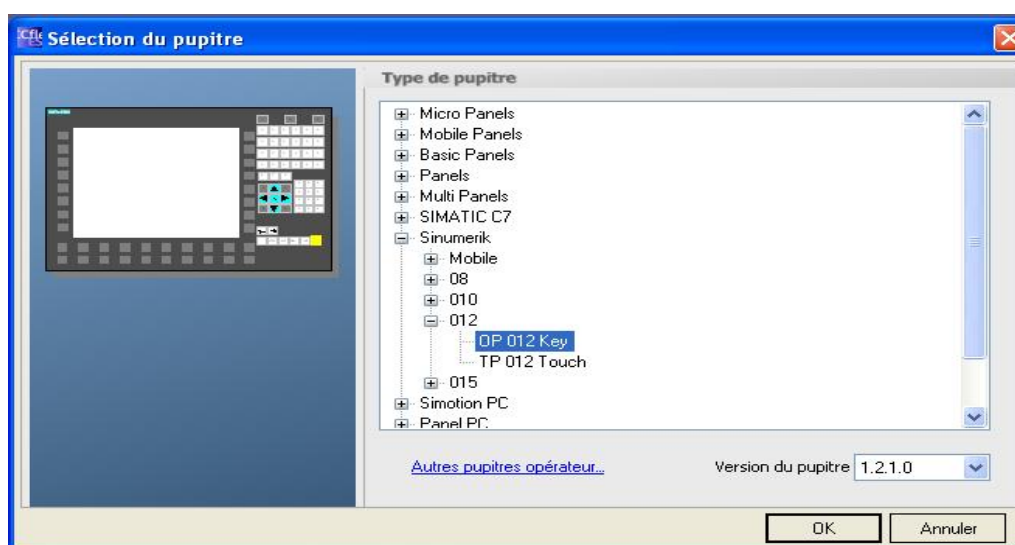 Sélection du pupitre
Type de pupitre
Micro Panels
Mobile Panels
Basic Panels
Panels
Multi Panels
SIMATIC C7
Sinumerik
Mobile
08
010
012
OP 012 Key
TP 012 Touch
015
Simotion PC
Panel PC
Autres pupitres opérateur...
Version du pupitre 1.2.1.0
OK Annuler